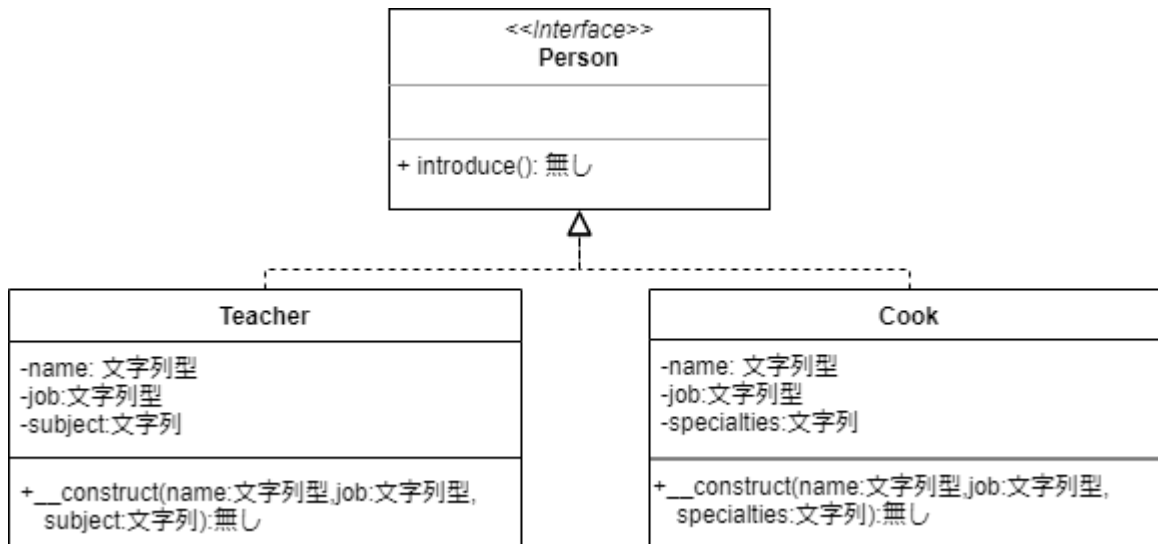 <<Interface>>
Person
+ introduce(): 無し
Teacher
-name: 文字列型
-job:文字列型
-subject:文字列
+__construct(name:文字列型,job:文字列型,
subject:文字列):無し
Cook
-name: 文字列型
-job:文字列型
-specialties:文字列
+__construct(name:文字列型,job:文字列型,
specialties:文字列):無し